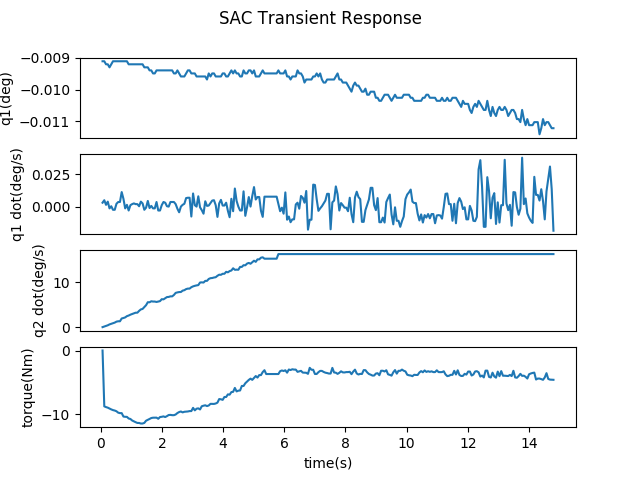 SAC Transient Response
−0.009
−0.010
−0.011
q1(deg)
0.025
0.000
q1 dot(deg/s)
10
0
q2 dot(deg/s)
0
−10
torque(Nm)
0 2 4 6 8 10 12 14
time(s)